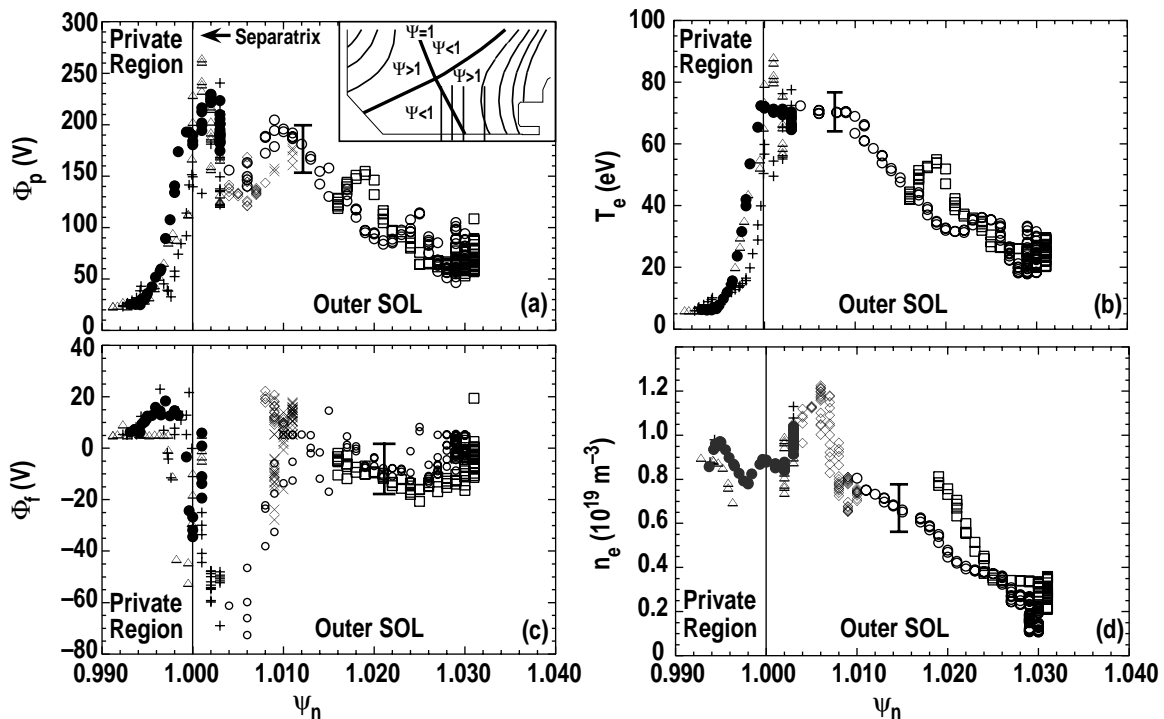 300
250
200
150
100
50
0
Φp (V)
Private
Region
Separatrix
Ψ=1
Ψ<1
Ψ>1
Ψ>1
Ψ<1
Outer SOL
(a)
100
80
60
40
20
0
Te (eV)
Private
Region
Outer SOL
(b)
40
20
0
−20
−40
−60
−80
Φf (V)
Private
Region
Outer SOL
(c)
0.990
1.000
1.010
1.020
1.030
1.040
ψn
1.2
1.0
0.8
0.6
0.4
0.2
0
ne (10^19 m−3)
Private
Region
Outer SOL
(d)
0.990
1.000
1.010
1.020
1.030
1.040
ψn